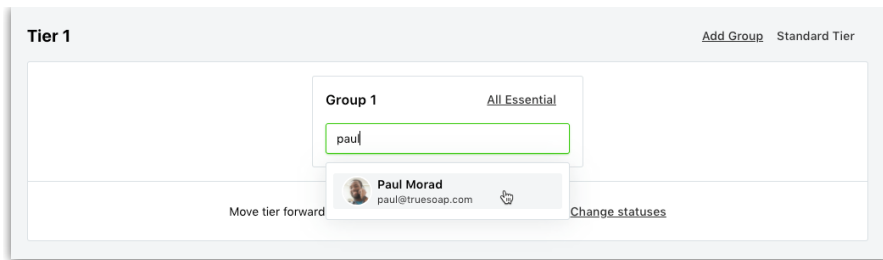 Tier 1
Add Group Standard Tier
Group 1
All Essential
paul
Paul Morad
paul@truesoap.com
Move tier forward
Change statuses